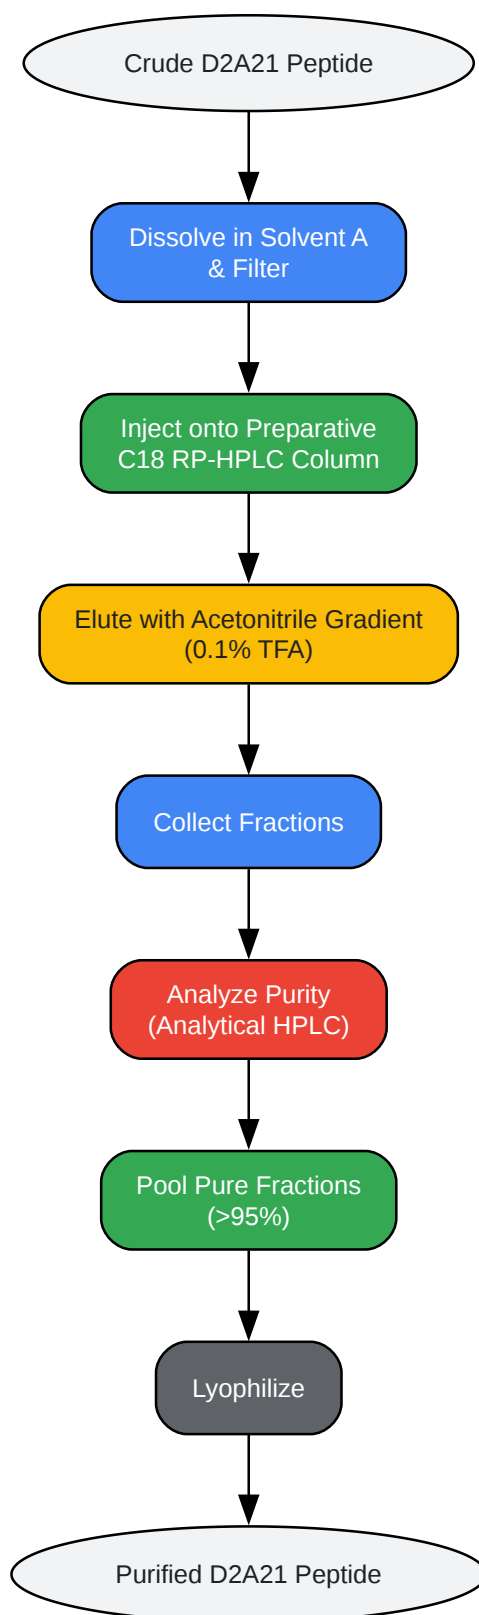 Crude D2A21 Peptide
Dissolve in Solvent A
& Filter
Inject onto Preparative
C18 RP-HPLC Column
Elute with Acetonitrile Gradient
(0.1% TFA)
Collect Fractions
Analyze Purity
(Analytical HPLC)
Pool Pure Fractions
(>95%)
Lyophilize
Purified D2A21 Peptide